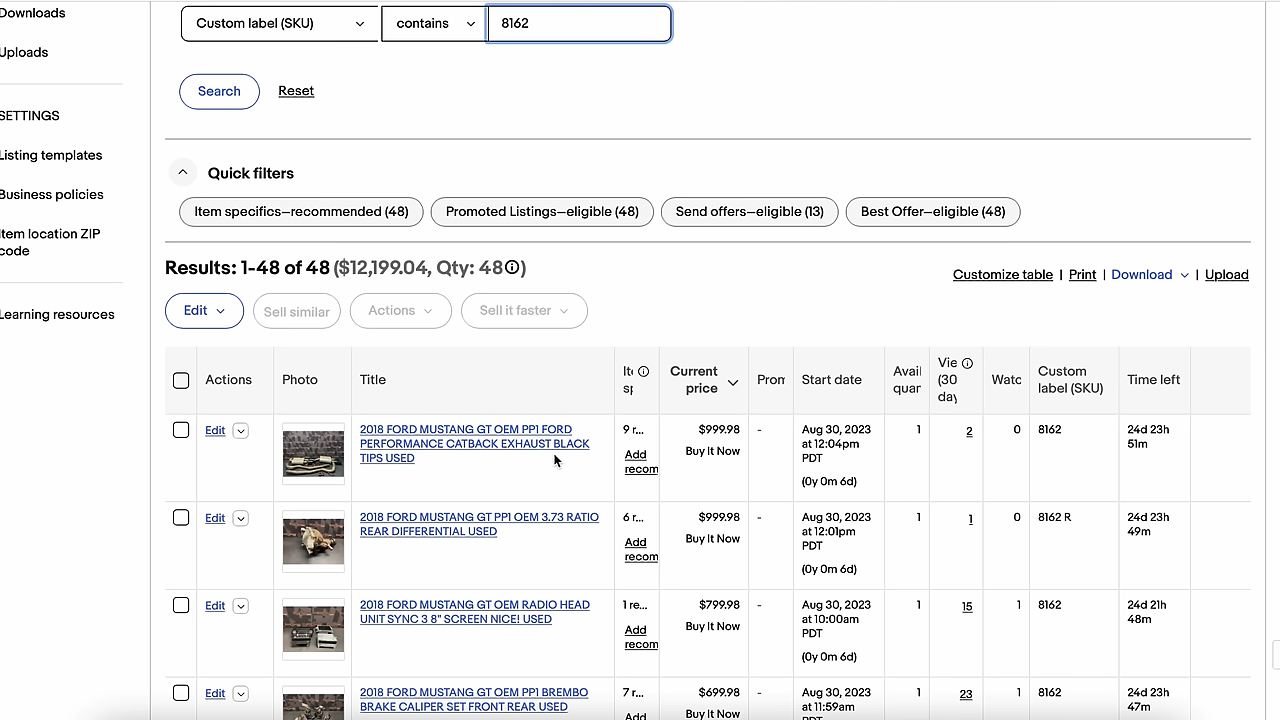 Downloads
Uploads
SETTINGS
Listing templates
Business policies
Item location ZIP
code
Learning resources
Custom label (SKU)
contains
8162
Search
Reset
Quick filters
Item specifics—recommended (48)
Promoted Listings—eligible (48)
Send offers—eligible (13)
Best Offer—eligible (48)
Results: 1-48 of 48 ($12,199.04, Qty: 48ⓘ)
Customize table | Print | Download | Upload
Edit
Sell similar
Actions
Sell it faster
Actions
Photo
Title
Current
price
Start date
(30
Custom
label (SKU)
Time left
Edit
2018 FORD MUSTANG GT OEM PP1 FORD
PERFORMANCE CATBACK EXHAUST BLACK
TIPS USED
9 r...
Add
recom
$999.98
Buy It Now
-
Aug 30, 2023
at 12:04pm
PDT
(0y 0m 6d)
1
2
0
8162
24d 23h
51m
Edit
2018 FORD MUSTANG GT PP1 OEM 3.73 RATIO
REAR DIFFERENTIAL USED
6 r...
Add
recom
$999.98
Buy It Now
-
Aug 30, 2023
at 12:01pm
PDT
(0y 0m 6d)
1
1
0
8162 R
24d 23h
49m
Edit
2018 FORD MUSTANG GT OEM RADIO HEAD
UNIT SYNC 3 8" SCREEN NICE! USED
1 re...
Add
recom
$799.98
Buy It Now
-
Aug 30, 2023
at 10:00am
PDT
(0y 0m 6d)
1
15
1
8162
24d 21h
48m
Edit
2018 FORD MUSTANG GT OEM PP1 BREMBO
BRAKE CALIPER SET FRONT REAR USED
7 r...
Add
$699.98
Buy It Now
-
Aug 30, 2023
at 11:59am
1
23
1
8162
24d 23h
47m